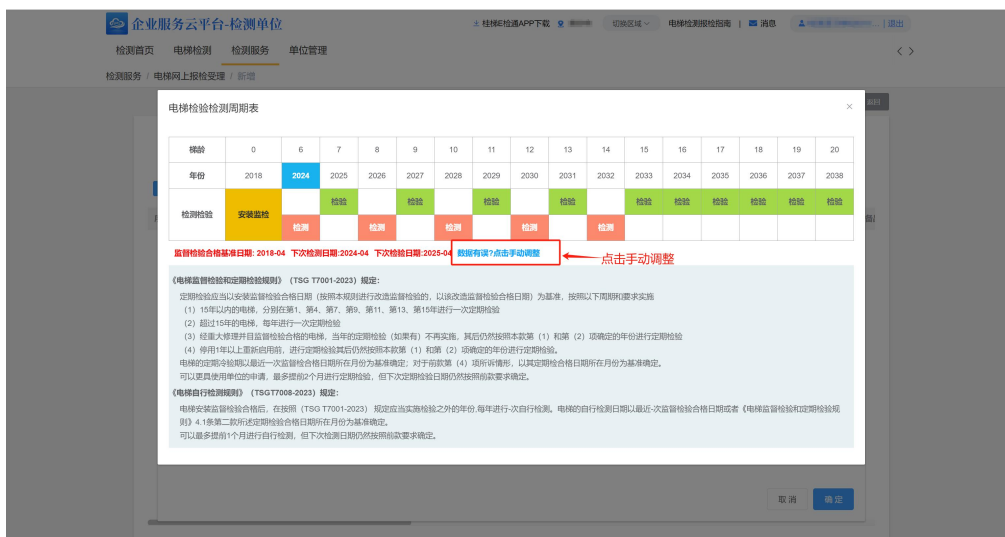 企业服务云平台-检测单位
桂梯E检通APP下载
切换区域
电梯检测报检指南
|
消息
...
| 退出
检测首页 电梯检测 检测服务 单位管理
检测服务 / 电梯网上报检受理 / 新增
返回
电梯检验检测周期表
梯龄 0 6 7 8 9 10 11 12 13 14 15 16 17 18 19 20
年份 2018 2024 2025 2026 2027 2028 2029 2030 2031 2032 2033 2034 2035 2036 2037 2038
检测检验 安装监检 检验 检验 检验 检验 检验 检验 检验 检验 检验 检验
检测 检测 检测 检测 检测
监督检验合格基准日期: 2018-04 下次检测日期:2024-04 下次检验日期:2025-04 数据有误?点击手动调整
点击手动调整
《电梯监督检验和定期检验规则》（TSG T7001-2023）规定：
定期检验应当以安装监督检验合格日期（按照本规则进行改造监督检验的，以该改造监督检验合格日期）为基准，按照以下周期和要求实施
（1）15年以内的电梯，分别在第1、第4、第7、第9、第11、第13、第15年进行一次定期检验
（2）超过15年的电梯，每年进行一次定期检验
（3）经重大修理并目监督检验合格的电梯，当年的定期检验（如果有）不再实施，其后仍然按照本款第（1）和第（2）项确定的年份进行定期检验
（4）停用1年以上重新启用前，进行定期检验其后仍然按照本款第（1）和第（2）项确定的年份进行定期检验。
电梯的定期冷验期以最近一次监督检合格日期所在月份为基准确定；对于前款第（4）项所诉情形，以其定期检合格日期所在月份为基准确定。
可以更具使用单位的申请，最多提前2个月进行定期检验，但下次定期检验日期仍然按照前款要求确定。
《电梯自行检测规则》（TSGT7008-2023）规定：
电梯安装监督检验合格后，在按照（TSG T7001-2023） 规定应当实施检验之外的年份,每年进行-次自行检测。电梯的自行检测日期以最近-次监督检验合格日期或者《电梯监督检验和定期检验规
则》4.1条第二款所述定期检验合格日期所在月份为基准确定。
可以最多提前1个月进行自行检测，但下次检测日期仍然按照前款要求确定。
取消 确定